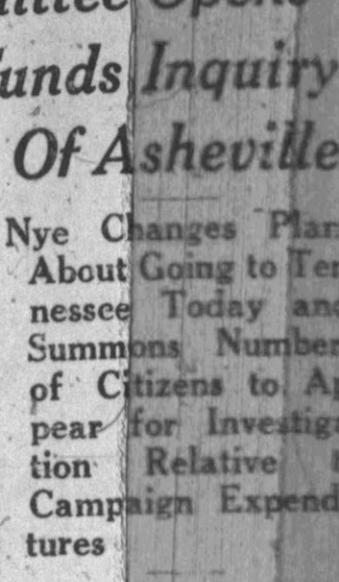 Funds Inquiry
Of Asheville
Nye Changes Plan
About Going to Ten
nessee Today and
Summons Number
of Citizens to Ap
pear for Investiga
tion Relative
Campaign Expend
tures